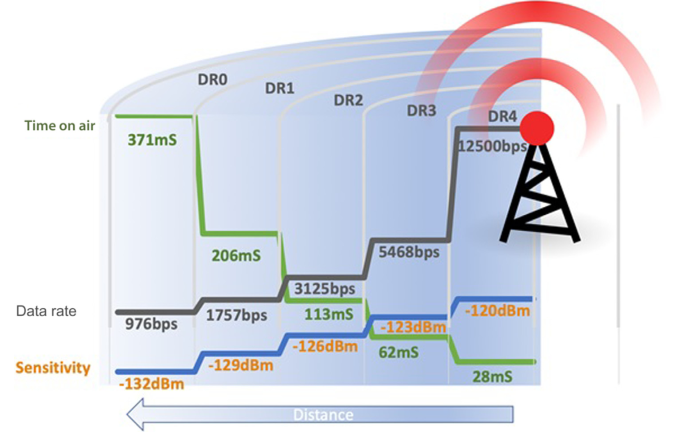 DR0
DR1
DR2
DR3
DR4
Time on air
371mS
12500bps
206mS
5468bps
3125bps
Data rate
976bps
1757bps
113mS
-120dBm
-123dBm
-126dBm
62mS
Sensitivity
-129dBm
-132dBm
28mS
Distance